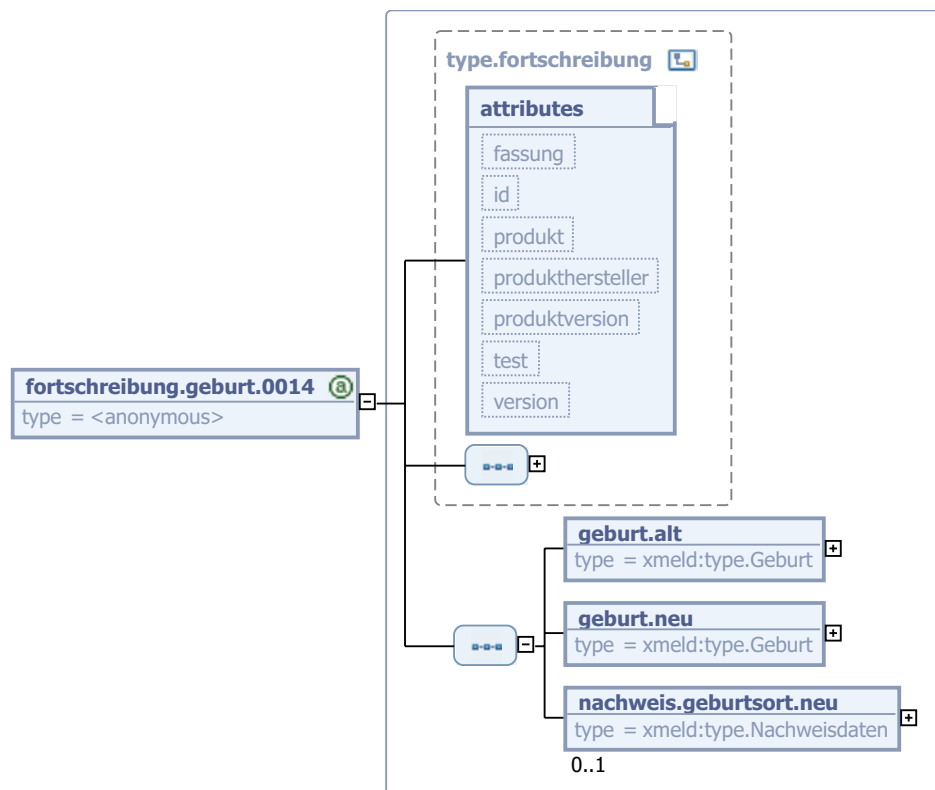 type.fortschreibung
attributes
fassung
id
produkt
produkthersteller
produktversion
test
version
fortschreibung.geburt.0014 a
type = <anonymous>
geburt.alt
type = xmeld:type.Geburt
geburt.neu
type = xmeld:type.Geburt
nachweis.geburtsort.neu
type = xmeld:type.Nachweisdaten
0..1